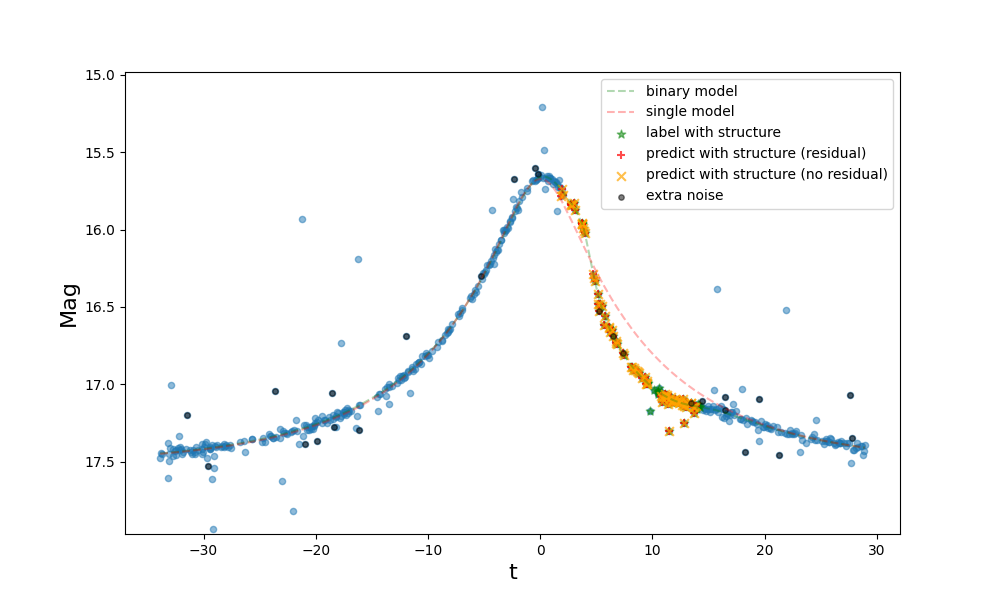 15.0
15.5
16.0
16.5
17.0
17.5
Mag
−30
−20
−10
0
10
20
30
t
binary model
single model
label with structure
predict with structure (residual)
predict with structure (no residual)
extra noise